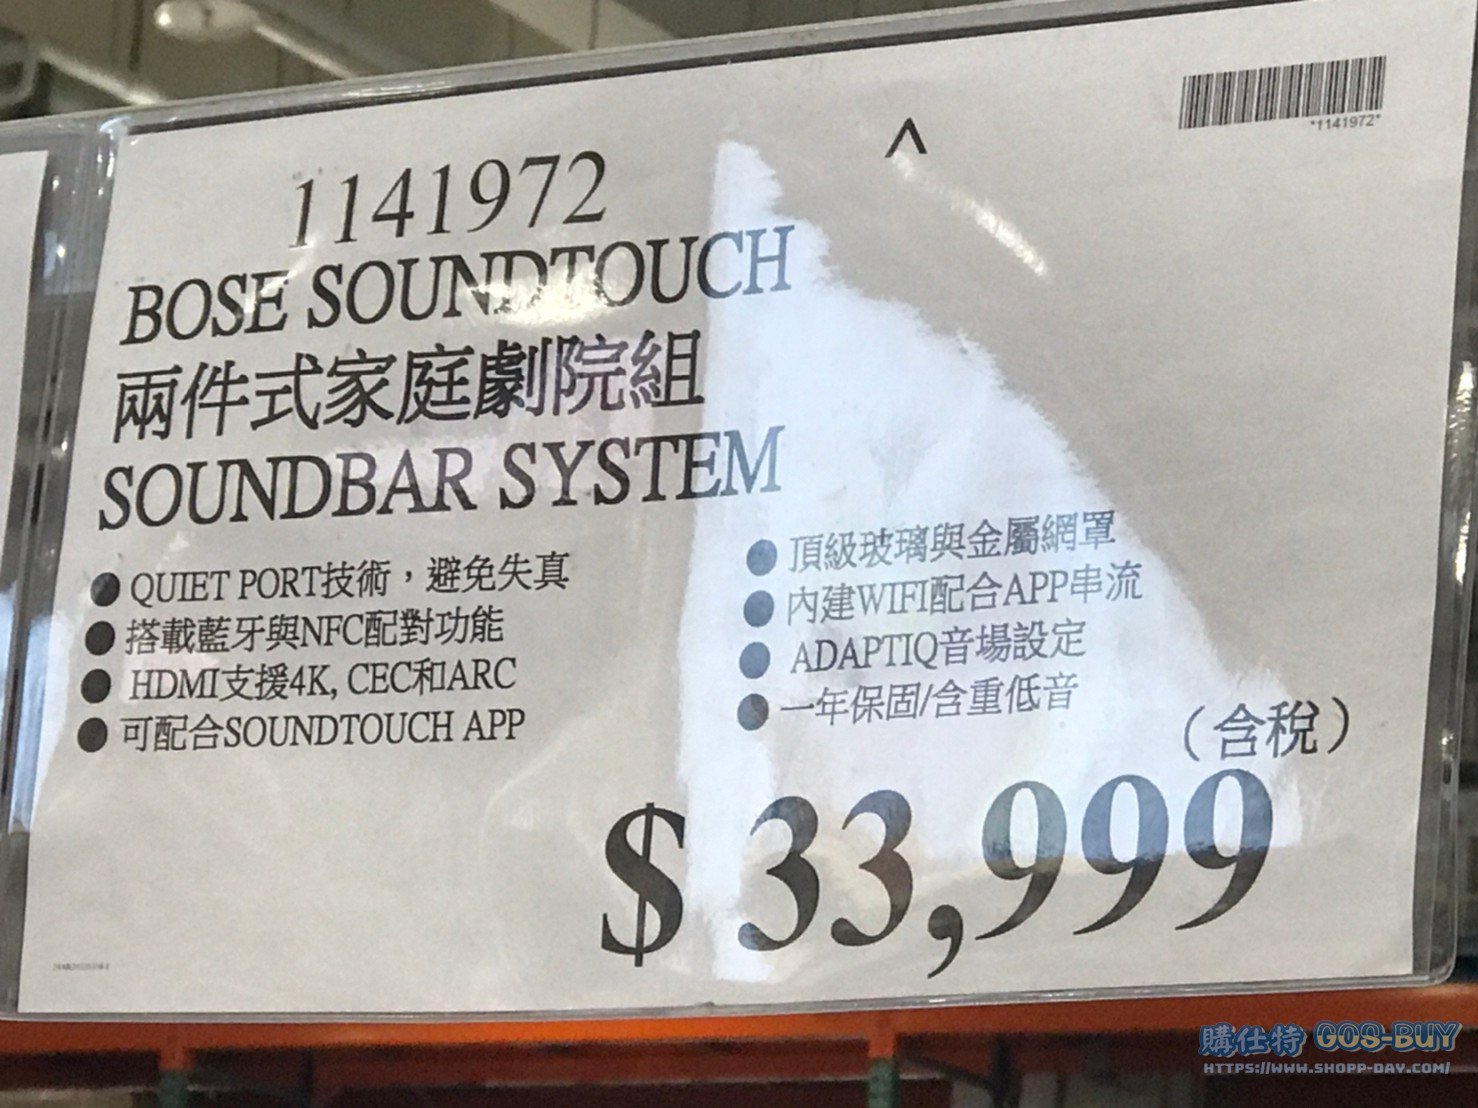 *1141972*
^
1141972
BOSE SOUNDTOUCH
兩件式家庭劇院組
SOUNDBAR SYSTEM
● QUIET PORT技術，避免失真
● 搭載藍牙與NFC配對功能
● HDMI支援4K, CEC和ARC
● 可配合SOUNDTOUCH APP
● 頂級玻璃與金屬網罩
● 內建WIFI配合APP串流
● ADAPTIQ音場設定
● 一年保固/含重低音
（含稅）
$ 33,999
購仕特 GOS-BUY
HTTPS://WWW.SHOPP-DAY.COM/